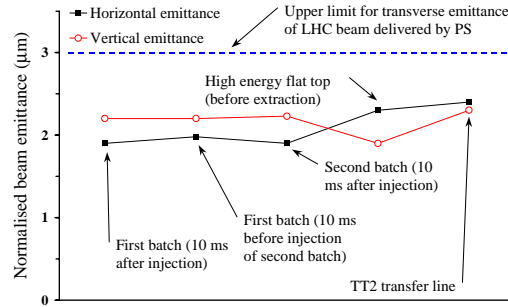 Horizontal emittance
Vertical emittance
Upper limit for transverse emittance
of LHC beam delivered by PS
Normalised beam emittance (μm)
4
3
2
1
0
High energy flat top
(before extraction)
Second batch (10
ms after injection)
First batch (10 ms
before injection
of second batch)
First batch (10 ms
after injection)
TT2 transfer line